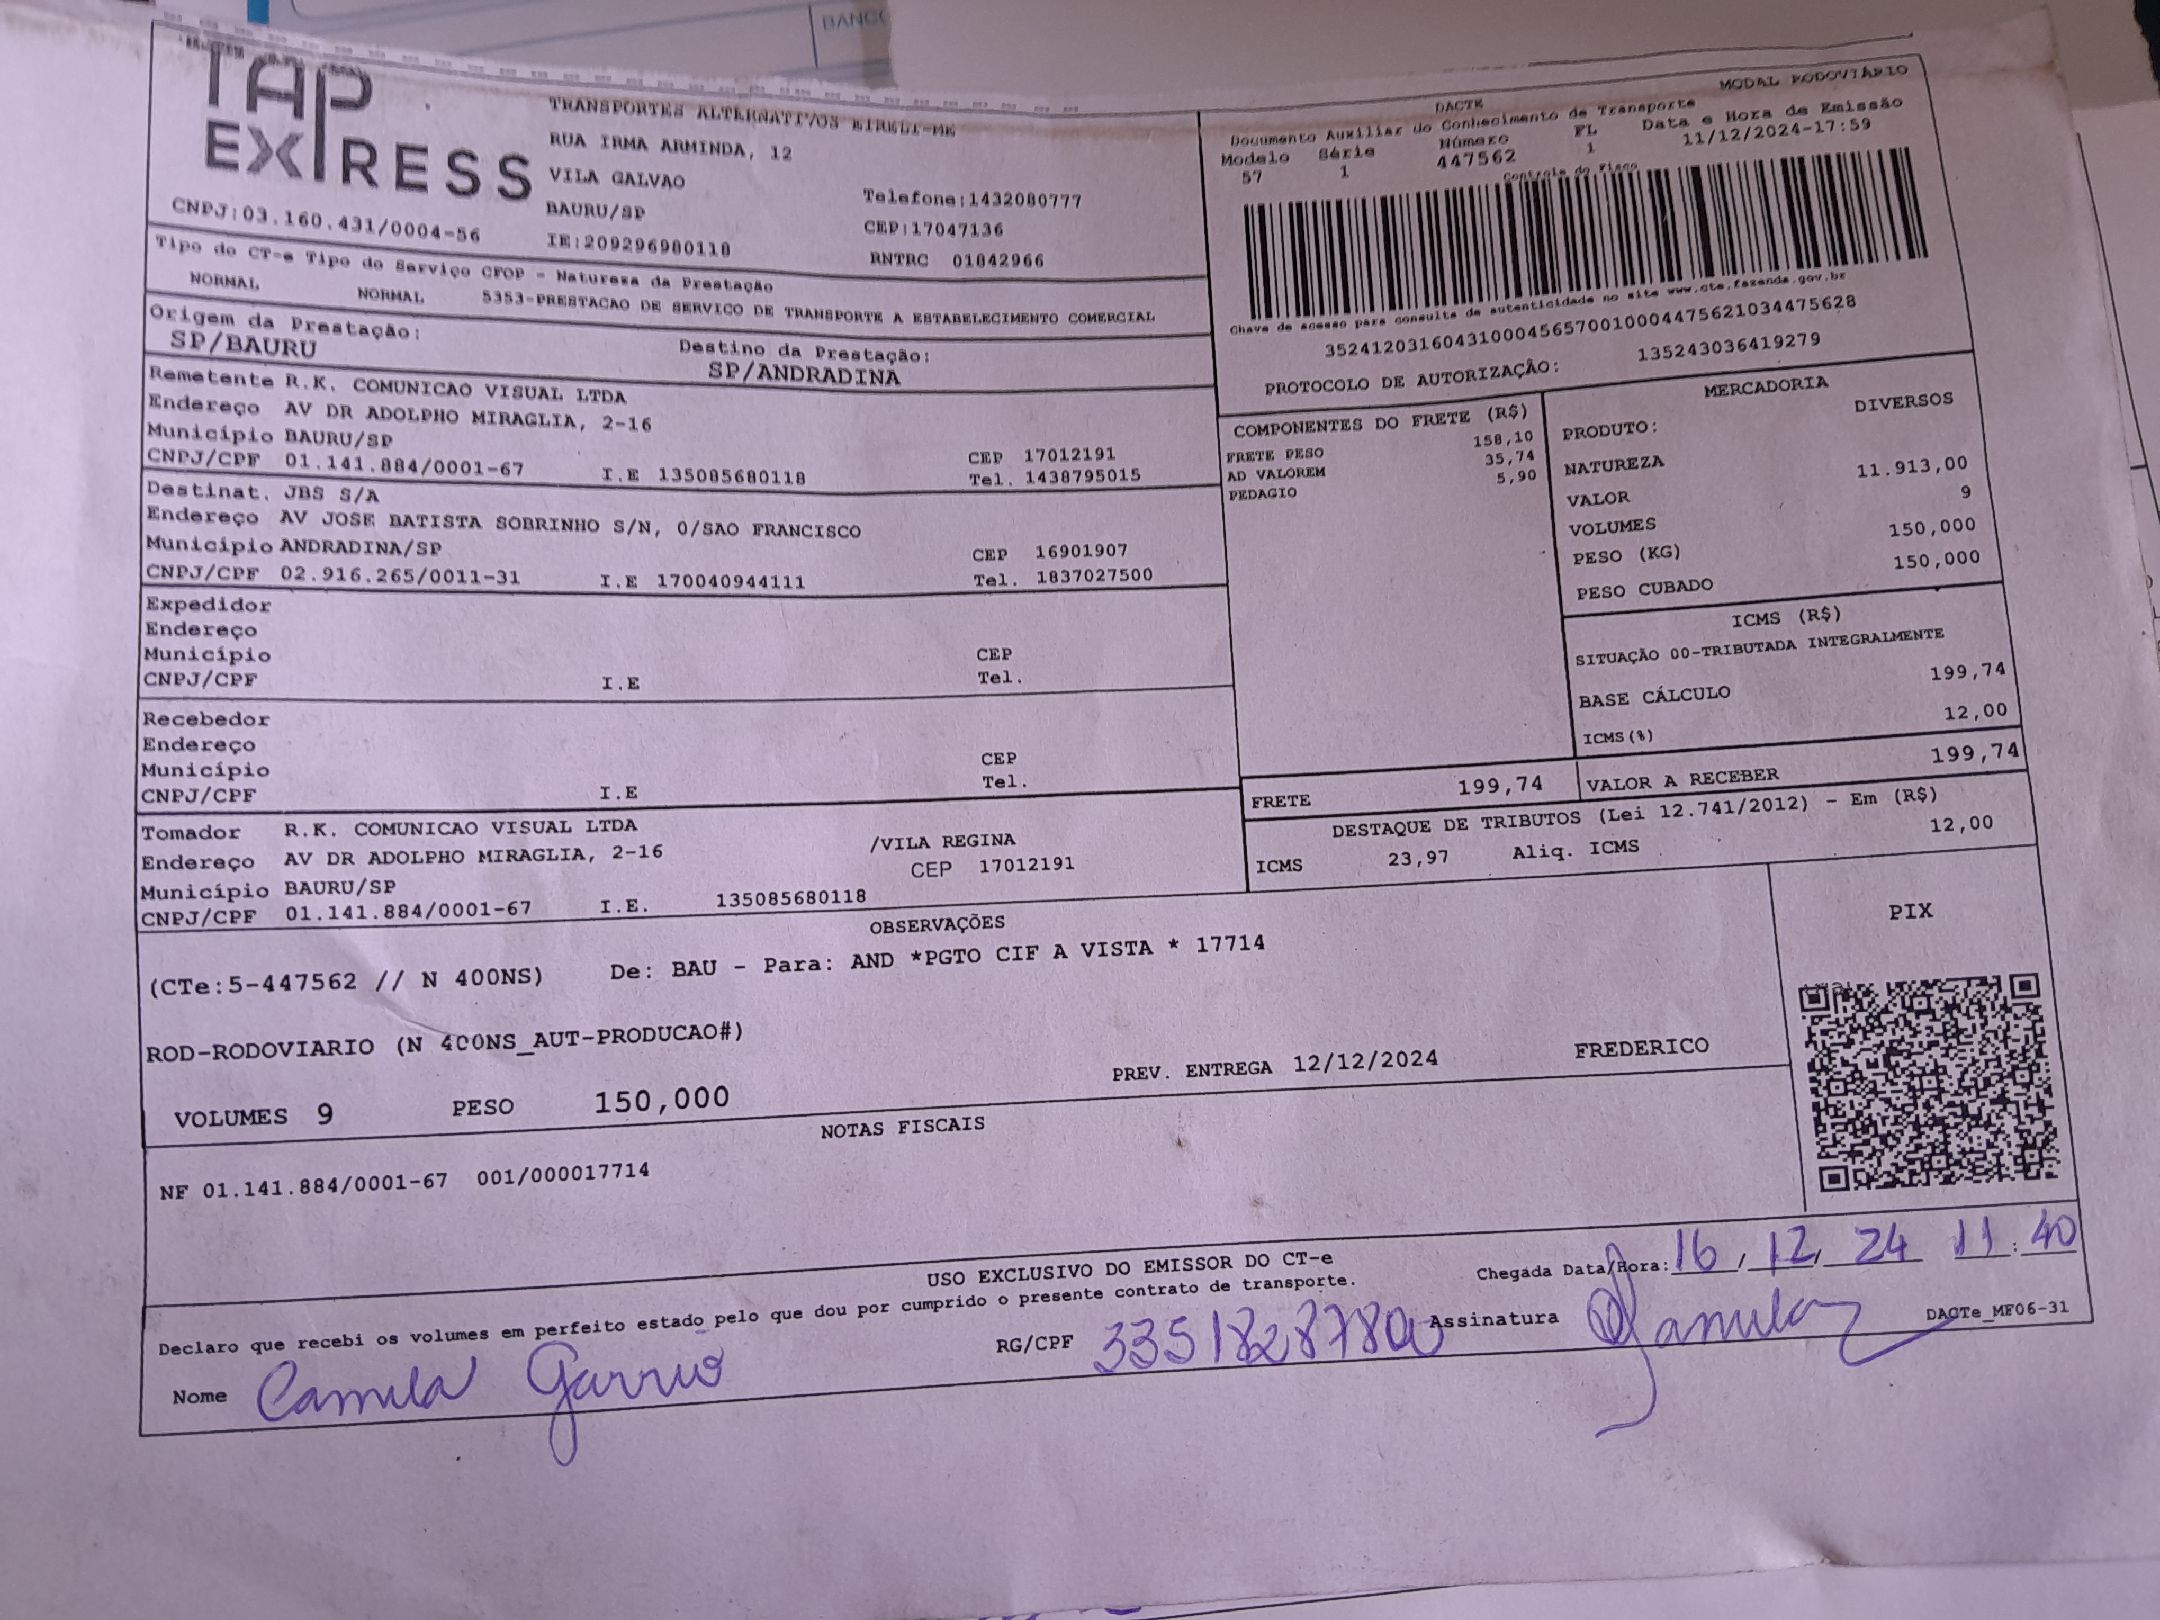 BANCO
TAP
EXPRESS
CNPJ:03.160.431/0004-56
TRANSPORTES ALTERNATIVOS EIRELI-ME
RUA IRMA ARMINDA, 12
VILA GALVAO
BAURU/SP
IE:209296980118
Telefone:1432080777
CEP:17047136
RNTRC 01842966
DACTE
MODAL RODOVIÁRIO
Documento Auxiliar do Conhecimento de Transporte
Modelo Série Número FL Data e Hora de Emissão
57 1 447562 1 11/12/2024-17:59
Controle do Fisco
Chave de acesso para consulta de autenticidade no site www.cte.fazenda.gov.br
35241203160431000456570010004475621034475628
PROTOCOLO DE AUTORIZAÇÃO: 135243036419279
Tipo do CT-e Tipo do Serviço CFOP - Natureza da Prestação
NORMAL NORMAL 5353-PRESTACAO DE SERVICO DE TRANSPORTE A ESTABELECIMENTO COMERCIAL
Origem da Prestação: Destino da Prestação:
SP/BAURU SP/ANDRADINA
Remetente R.K. COMUNICAO VISUAL LTDA
Endereço AV DR ADOLPHO MIRAGLIA, 2-16
Município BAURU/SP CEP 17012191
CNPJ/CPF 01.141.884/0001-67 I.E 135085680118 Tel. 1438795015
Destinat. JBS S/A
Endereço AV JOSE BATISTA SOBRINHO S/N, 0/SAO FRANCISCO
Município ANDRADINA/SP CEP 16901907
CNPJ/CPF 02.916.265/0011-31 I.E 170040944111 Tel. 1837027500
Expedidor
Endereço
Município CEP
CNPJ/CPF I.E Tel.
Recebedor
Endereço
Município CEP
CNPJ/CPF I.E Tel.
Tomador R.K. COMUNICAO VISUAL LTDA
Endereço AV DR ADOLPHO MIRAGLIA, 2-16 /VILA REGINA
Município BAURU/SP CEP 17012191
CNPJ/CPF 01.141.884/0001-67 I.E. 135085680118
COMPONENTES DO FRETE (R$)
FRETE PESO 158,10
AD VALOREM 35,74
PEDAGIO 5,90
MERCADORIA
PRODUTO: DIVERSOS
NATUREZA
VALOR 11.913,00
VOLUMES 9
PESO (KG) 150,000
PESO CUBADO 150,000
ICMS (R$)
SITUAÇÃO 00-TRIBUTADA INTEGRALMENTE
BASE CÁLCULO 199,74
ICMS(%) 12,00
FRETE 199,74 VALOR A RECEBER 199,74
DESTAQUE DE TRIBUTOS (Lei 12.741/2012) - Em (R$)
ICMS 23,97 Aliq. ICMS 12,00
OBSERVAÇÕES
(CTe:5-447562 // N 400NS) De: BAU - Para: AND *PGTO CIF A VISTA * 17714
ROD-RODOVIARIO (N 400NS_AUT-PRODUCAO#)
PREV. ENTREGA 12/12/2024 FREDERICO
VOLUMES 9 PESO 150,000
PIX
NOTAS FISCAIS
NF 01.141.884/0001-67 001/000017714
USO EXCLUSIVO DO EMISSOR DO CT-e
Chegada Data/Hora: 16/12/24 11:40
Declaro que recebi os volumes em perfeito estado pelo que dou por cumprido o presente contrato de transporte.
Nome Camila RG/CPF Assinatura DACTe_MF06-31